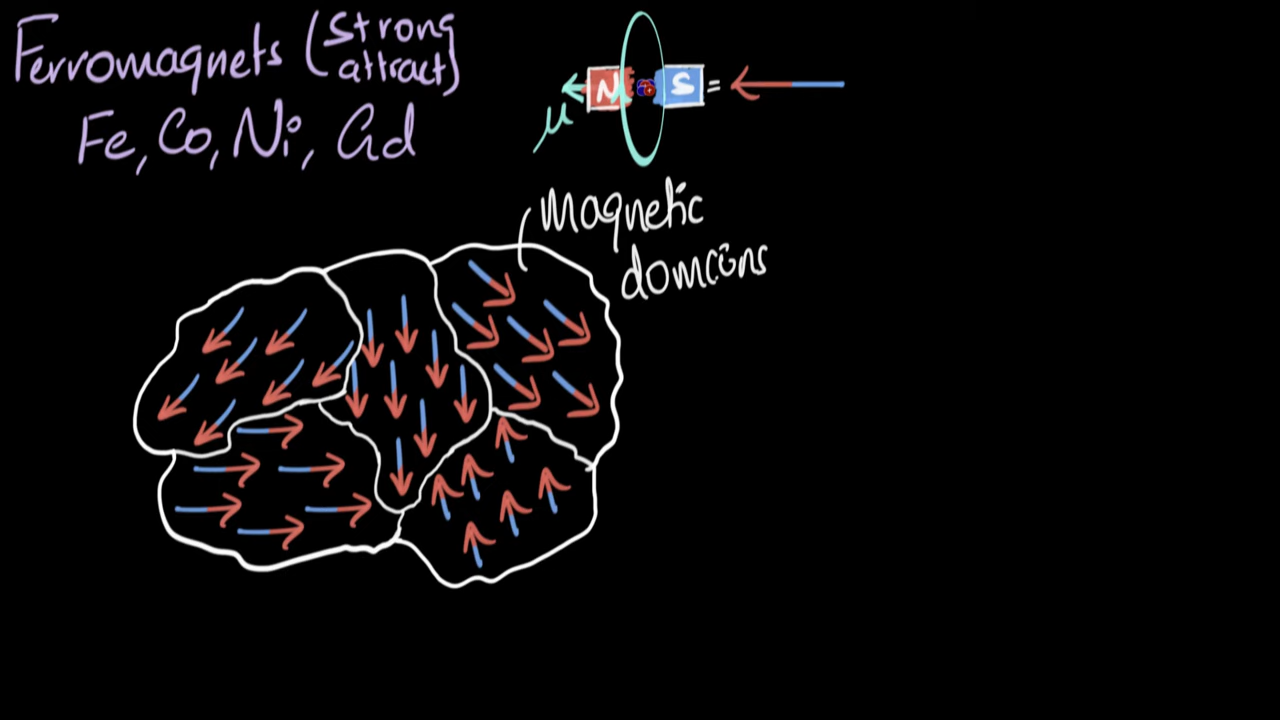 Ferromagnets (strong
attract)
Fe, Co, Ni, Gd
μ N S =
Magnetic
domains